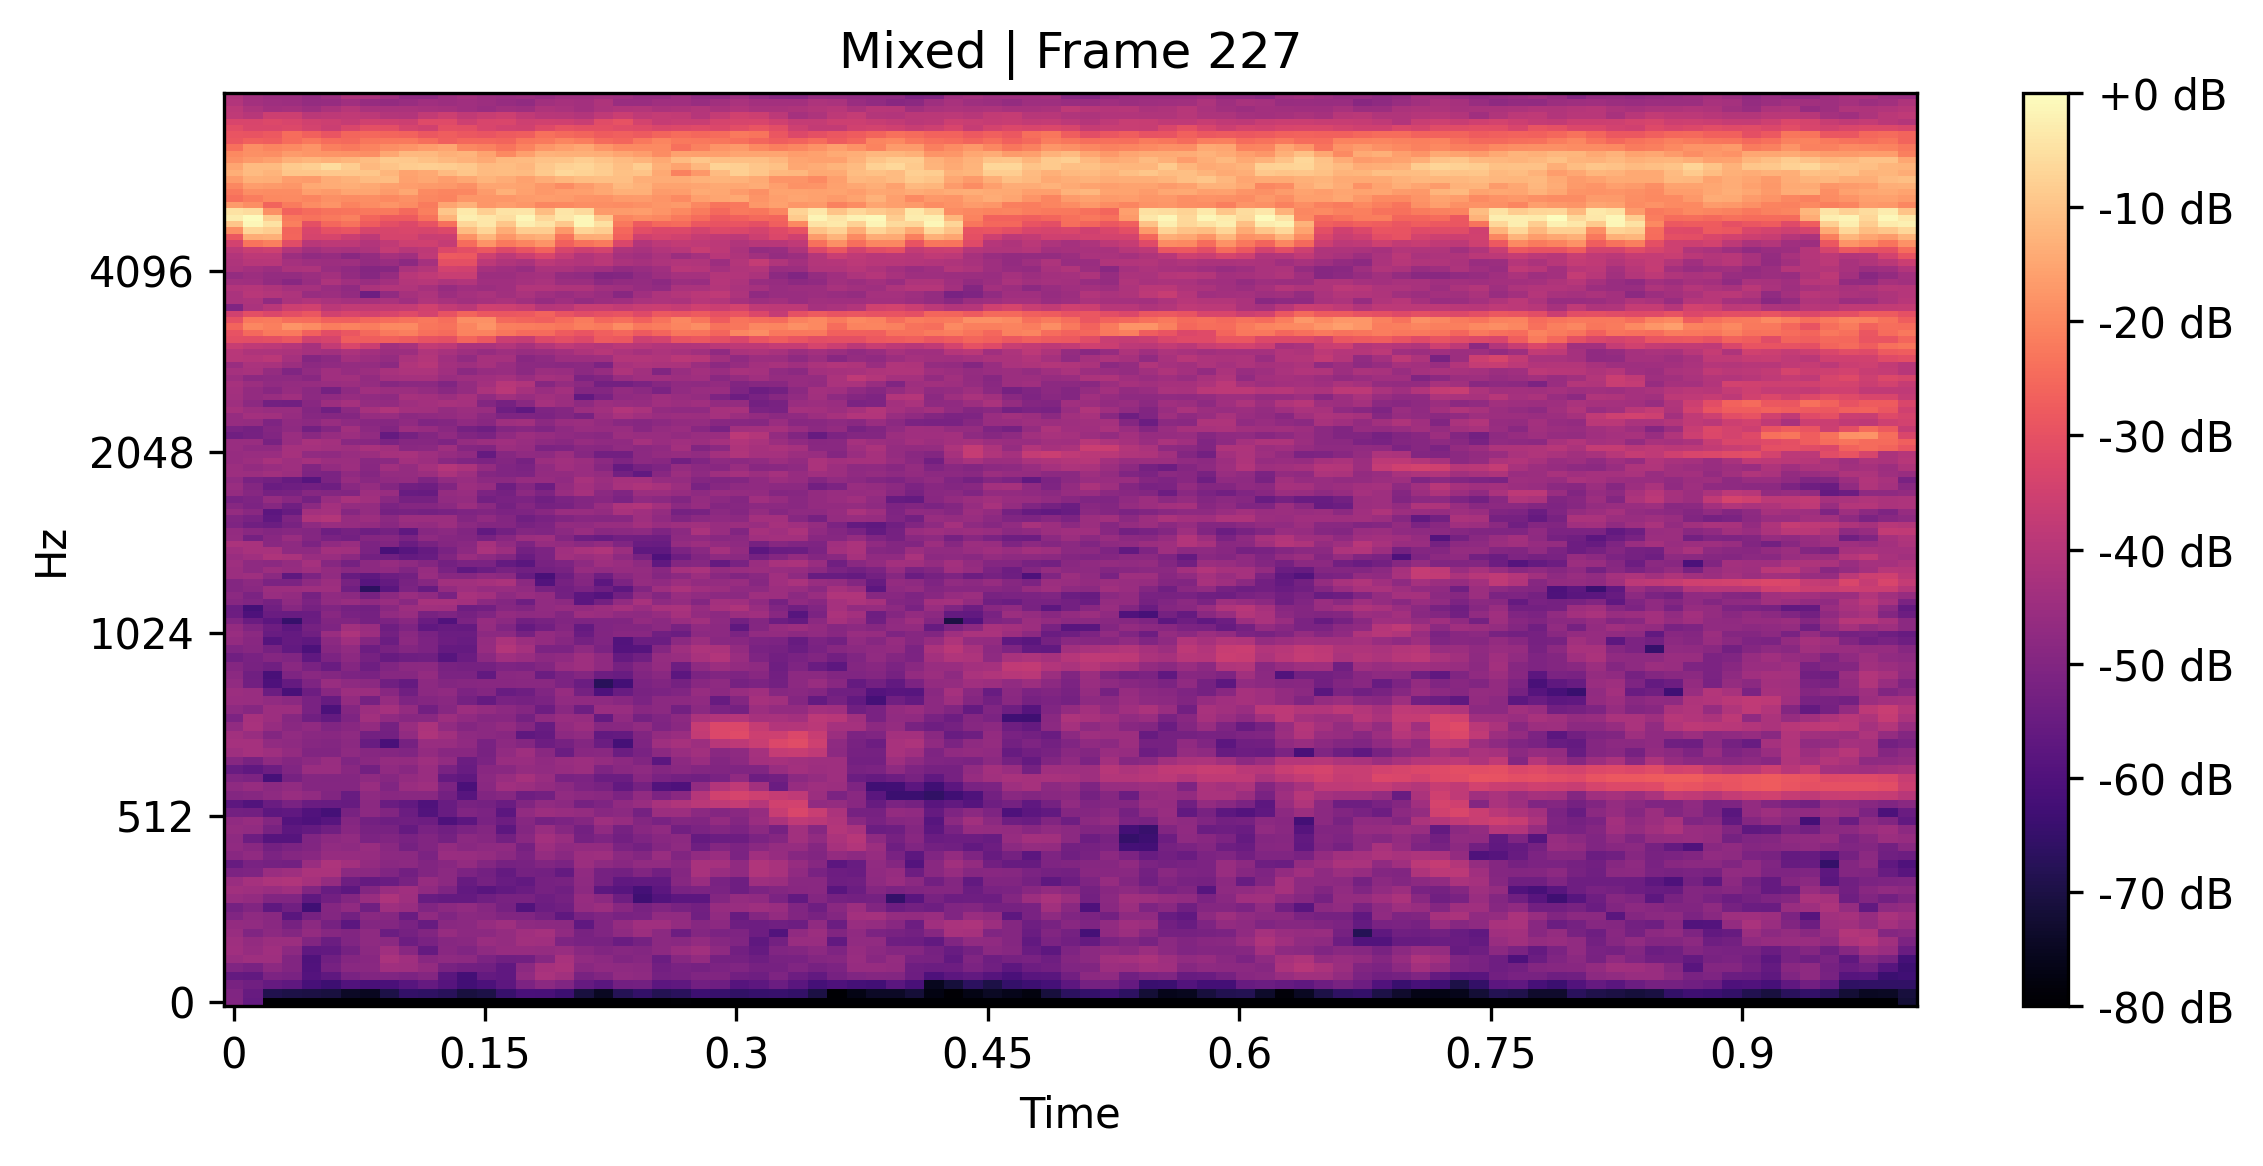 Mixed | Frame 227
Hz
4096
2048
1024
512
0
0 0.15 0.3 0.45 0.6 0.75 0.9
Time
+0 dB
-10 dB
-20 dB
-30 dB
-40 dB
-50 dB
-60 dB
-70 dB
-80 dB